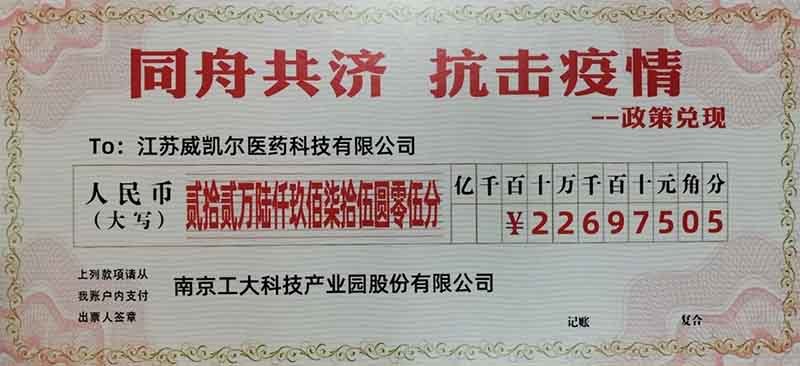 同舟共济 抗击疫情
--政策兑现
To：江苏威凯尔医药科技有限公司
人民币
（大写）
贰拾贰万陆仟玖佰柒拾伍圆零伍分
亿千百十万千百十元角分
¥22697505
上列款项请从
我账户内支付
出票人签章
南京工大科技产业园股份有限公司
记账 复合